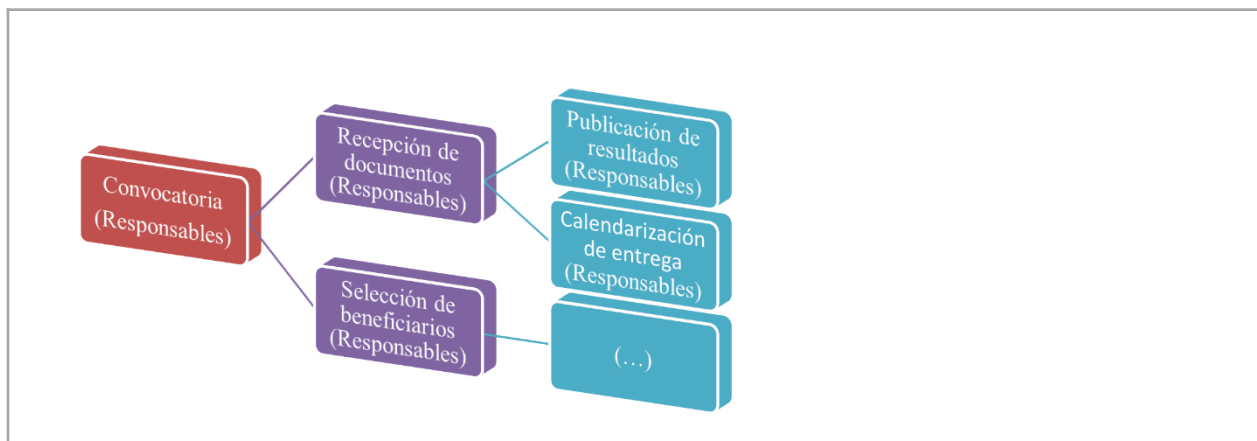 Convocatoria
(Responsables)
Recepción de
documentos
(Responsables)
Selección de
beneficiarios
(Responsables)
Publicación de
resultados
(Responsables)
Calendarización
de entrega
(Responsables)
(…)